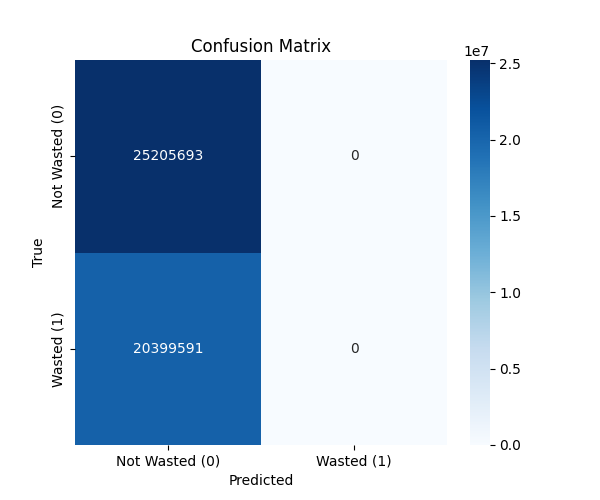 Confusion Matrix
1e7
Not Wasted (0)
25205693
0
Wasted (1)
20399591
0
True
Not Wasted (0)
Wasted (1)
Predicted
2.5
2.0
1.5
1.0
0.5
0.0